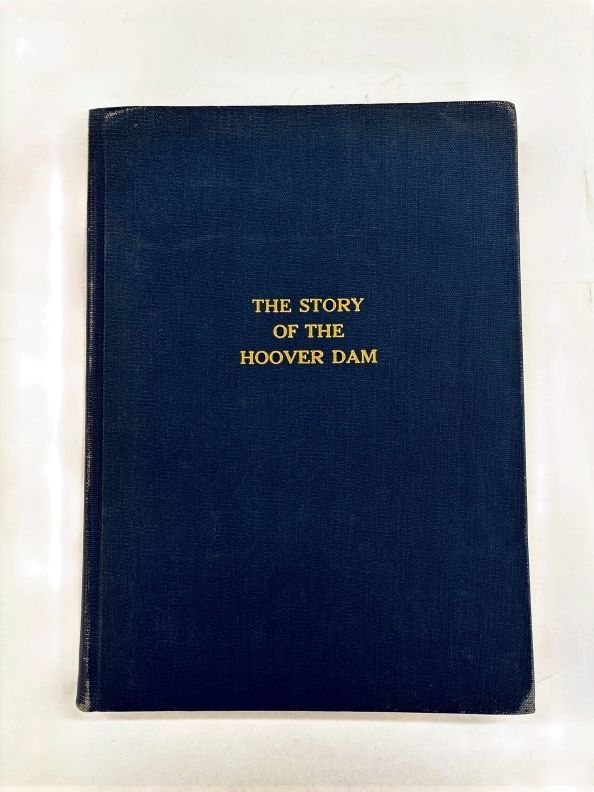 THE STORY
OF THE
HOOVER DAM